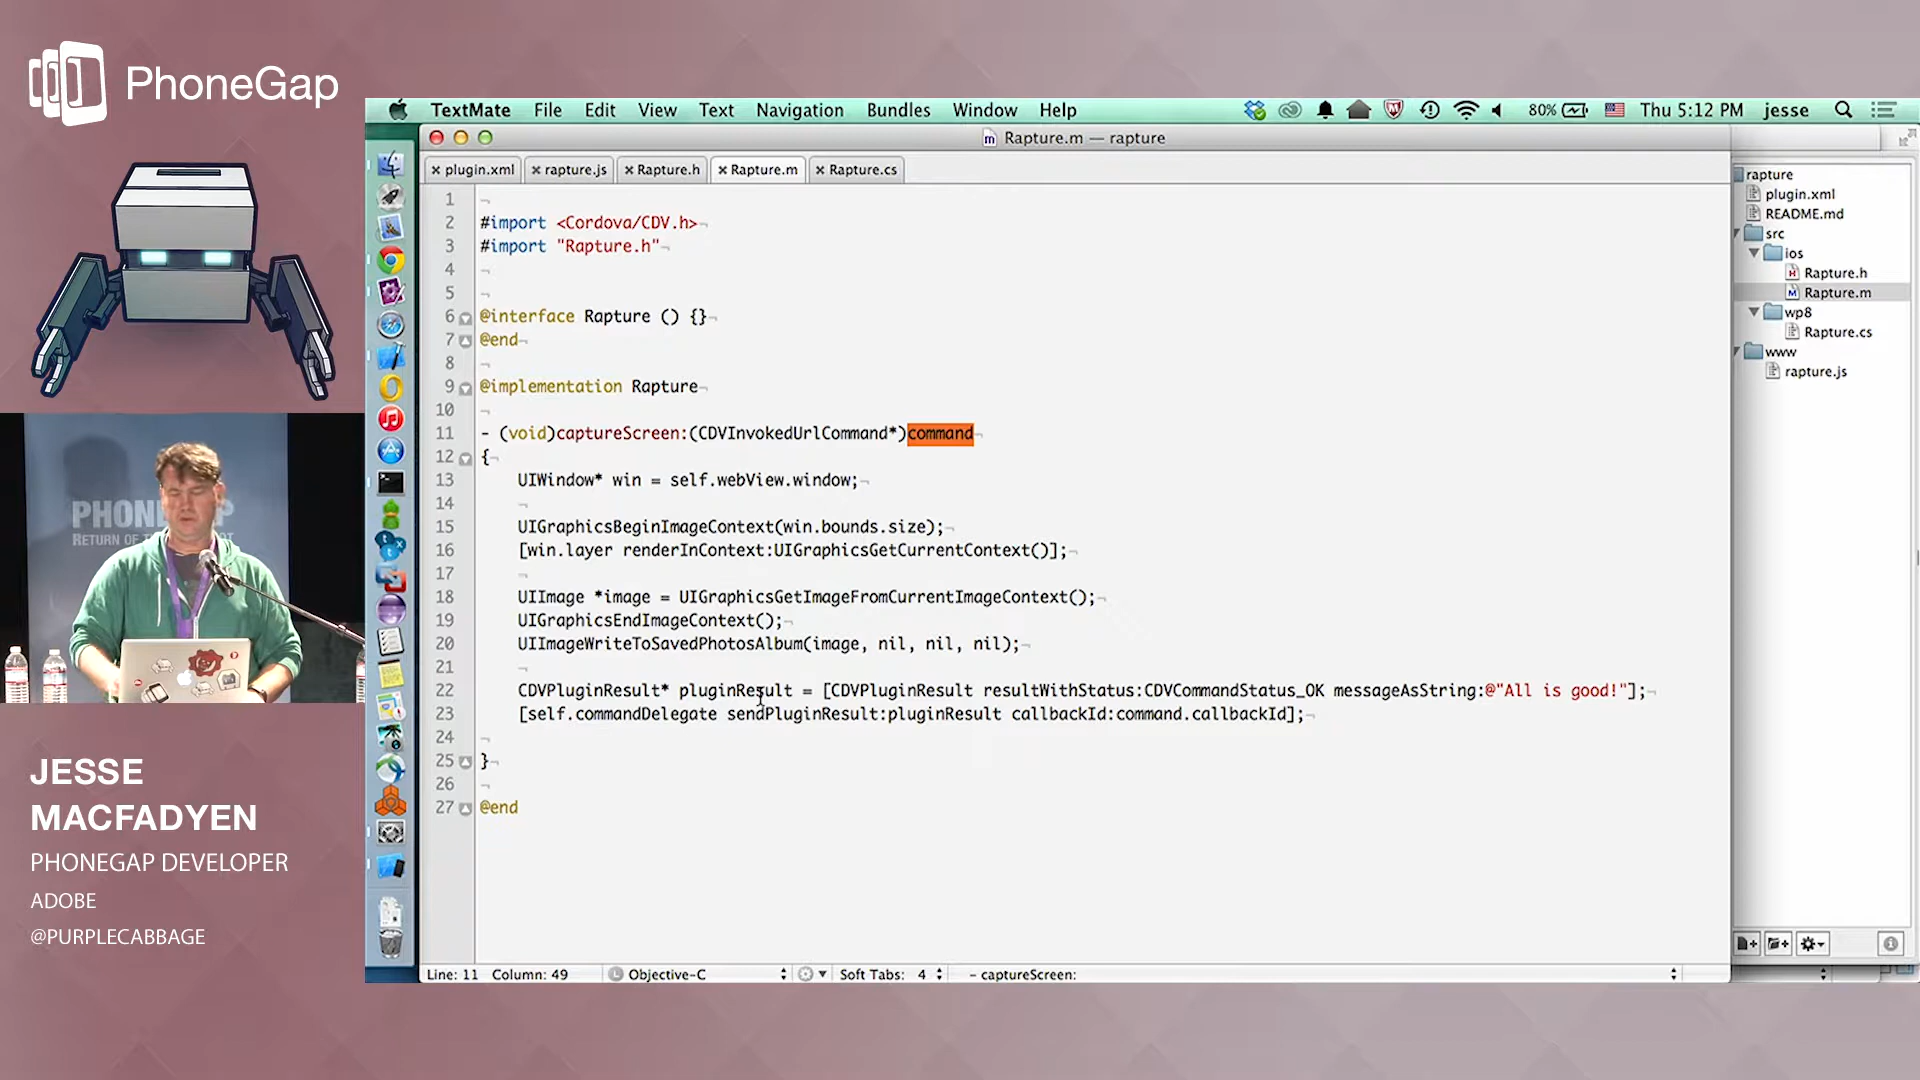 PhoneGap
TextMate File Edit View Text Navigation Bundles Window Help
80% Thu 5:12 PM jesse
Rapture.m — rapture
plugin.xml rapture.js Rapture.h Rapture.m Rapture.cs
1
2 #import <Cordova/CDV.h>
3 #import "Rapture.h"
4
5
6 @interface Rapture () {}
7 @end
8
9 @implementation Rapture
10
11 - (void)captureScreen:(CDVInvokedUrlCommand*)command
12 {
13 UIWindow* win = self.webView.window;
14
15 UIGraphicsBeginImageContext(win.bounds.size);
16 [win.layer renderInContext:UIGraphicsGetCurrentContext()];
17
18 UIImage *image = UIGraphicsGetImageFromCurrentImageContext();
19 UIGraphicsEndImageContext();
20 UIImageWriteToSavedPhotosAlbum(image, nil, nil, nil);
21
22 CDVPluginResult* pluginResult = [CDVPluginResult resultWithStatus:CDVCommandStatus_OK messageAsString:@"All is good!"];
23 [self.commandDelegate sendPluginResult:pluginResult callbackId:command.callbackId];
24
25 }
26
27 @end
Line: 11 Column: 49 Objective-C Soft Tabs: 4 - captureScreen:
rapture
plugin.xml
README.md
src
ios
Rapture.h
Rapture.m
wp8
Rapture.cs
www
rapture.js
PHON
RETURN OF
JESSE
MACFADYEN
PHONEGAP DEVELOPER
ADOBE
@PURPLECABBAGE